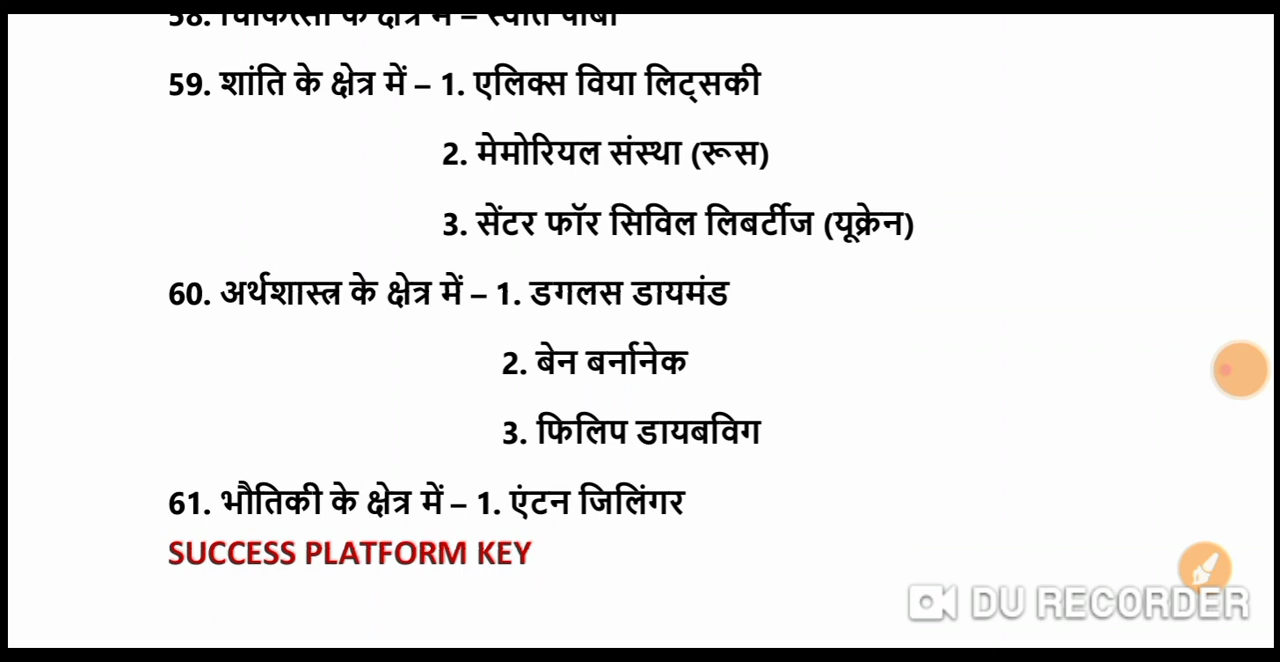 58. चिकित्सा के क्षेत्र में – स्वांते पाबो
59. शांति के क्षेत्र में – 1. एलिक्स विया लिट्सकी
2. मेमोरियल संस्था (रूस)
3. सेंटर फॉर सिविल लिबर्टीज (यूक्रेन)
60. अर्थशास्त्र के क्षेत्र में – 1. डगलस डायमंड
2. बेन बर्नानेक
3. फिलिप डायबविग
61. भौतिकी के क्षेत्र में – 1. एंटन जिलिंगर
SUCCESS PLATFORM KEY
DU RECORDER